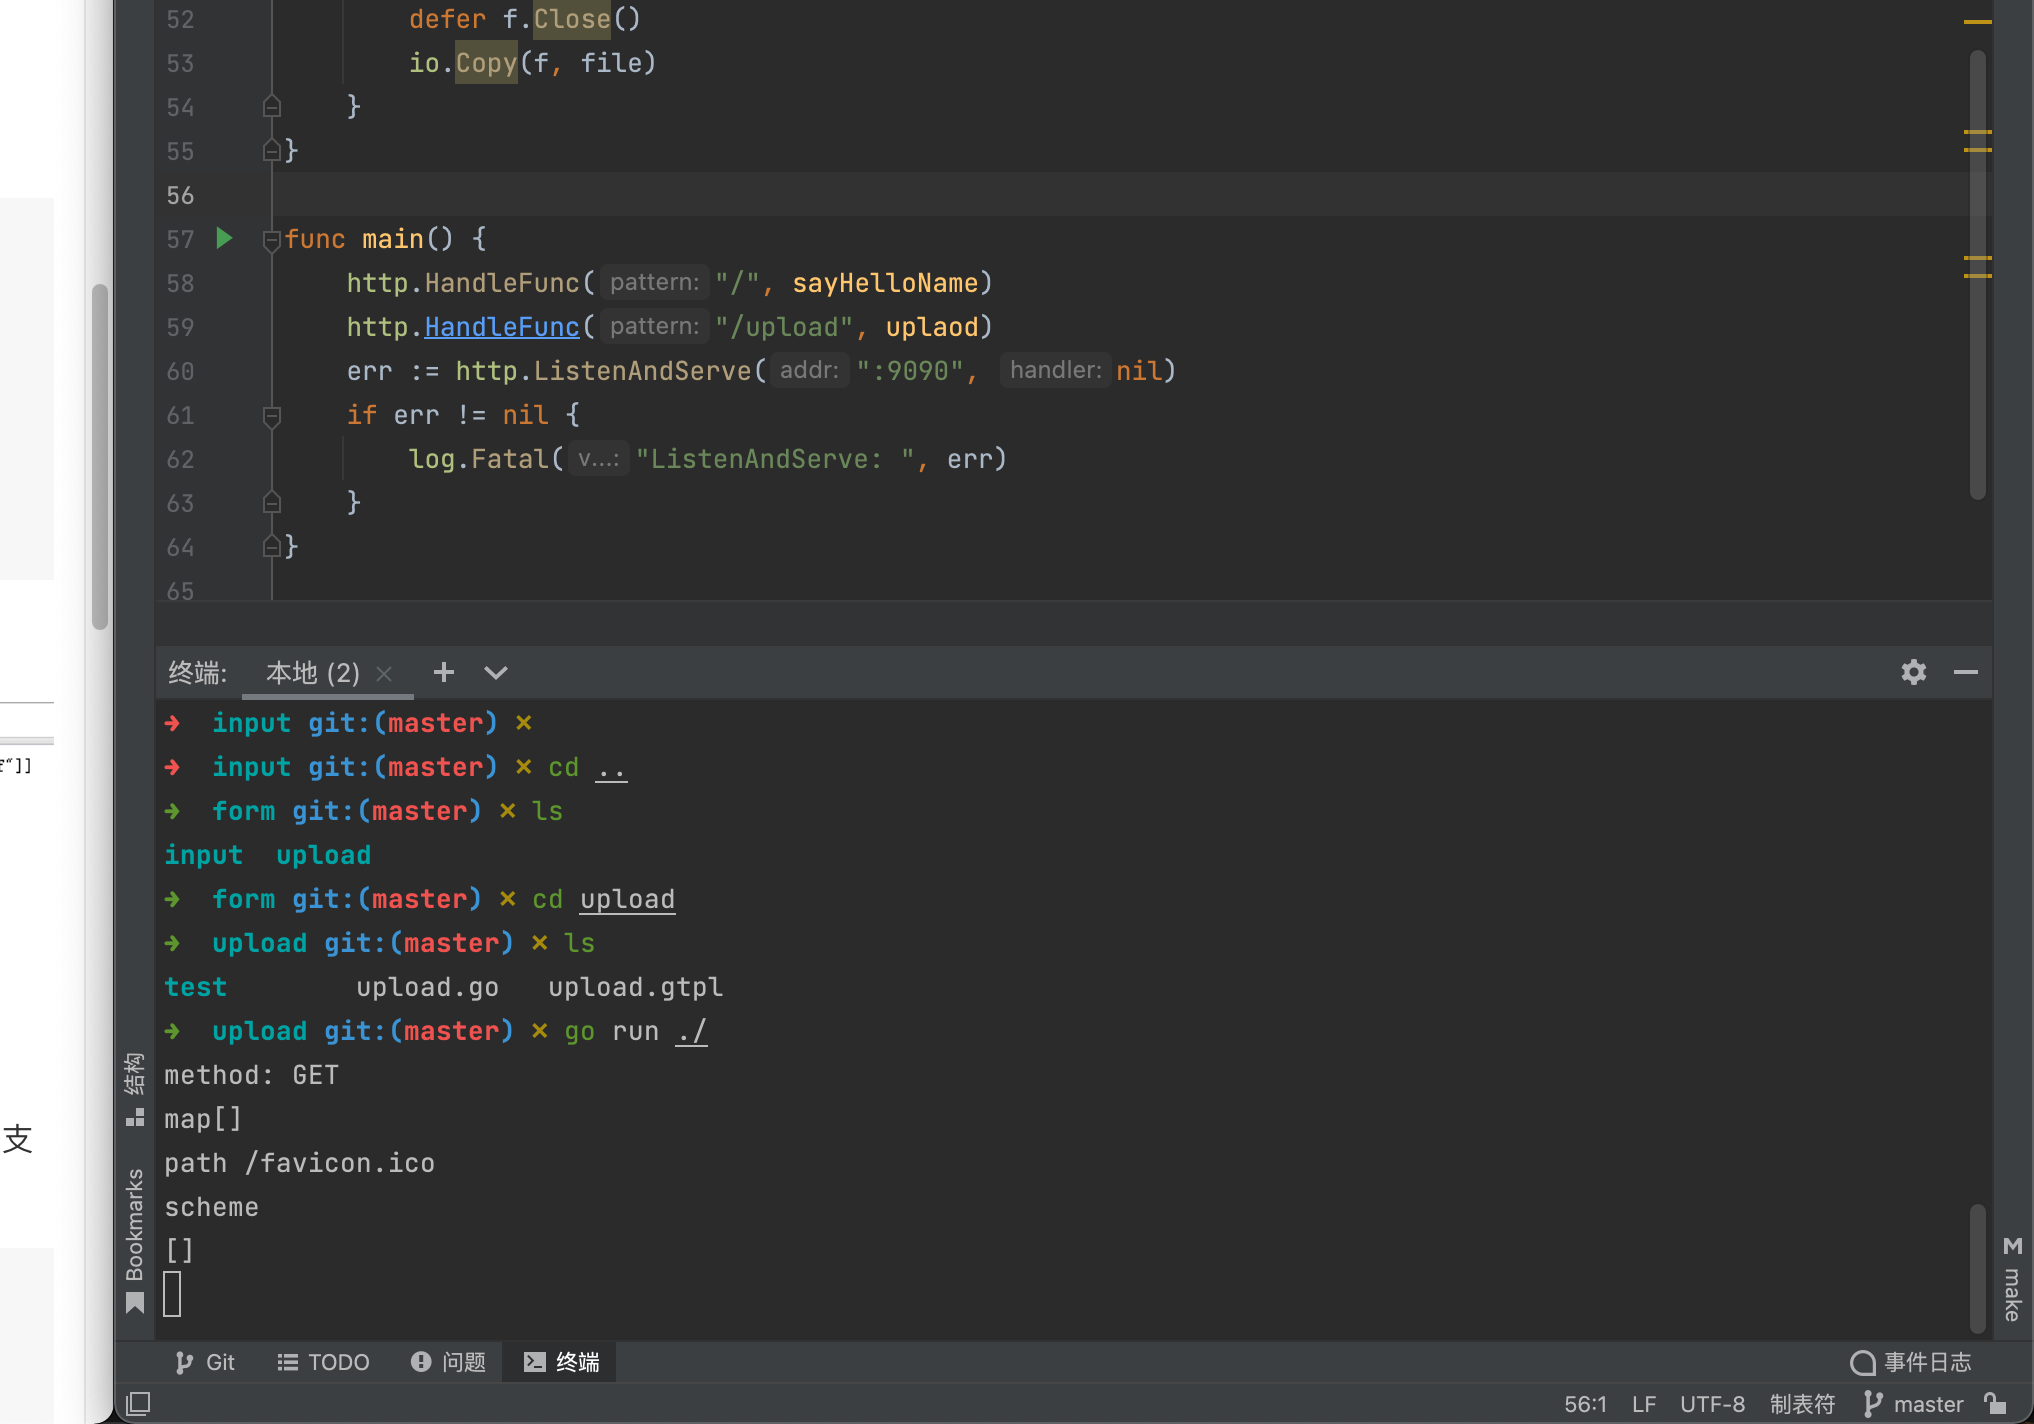 52 defer f.Close()
53 io.Copy(f, file)
54 }
55 }
56
57 func main() {
58 http.HandleFunc( pattern: "/", sayHelloName)
59 http.HandleFunc( pattern: "/upload", uplaod)
60 err := http.ListenAndServe( addr: ":9090", handler: nil)
61 if err != nil {
62 log.Fatal( v...: "ListenAndServe: ", err)
63 }
64 }
65
终端: 本地 (2) × +
➜ input git:(master) ×
➜ input git:(master) × cd ..
➜ form git:(master) × ls
input upload
➜ form git:(master) × cd upload
➜ upload git:(master) × ls
test upload.go upload.gtpl
➜ upload git:(master) × go run ./
method: GET
map[]
path /favicon.ico
scheme
[]
"]]
支
结构
Bookmarks
M make
Git TODO 问题 终端 事件日志
56:1 LF UTF-8 制表符 master